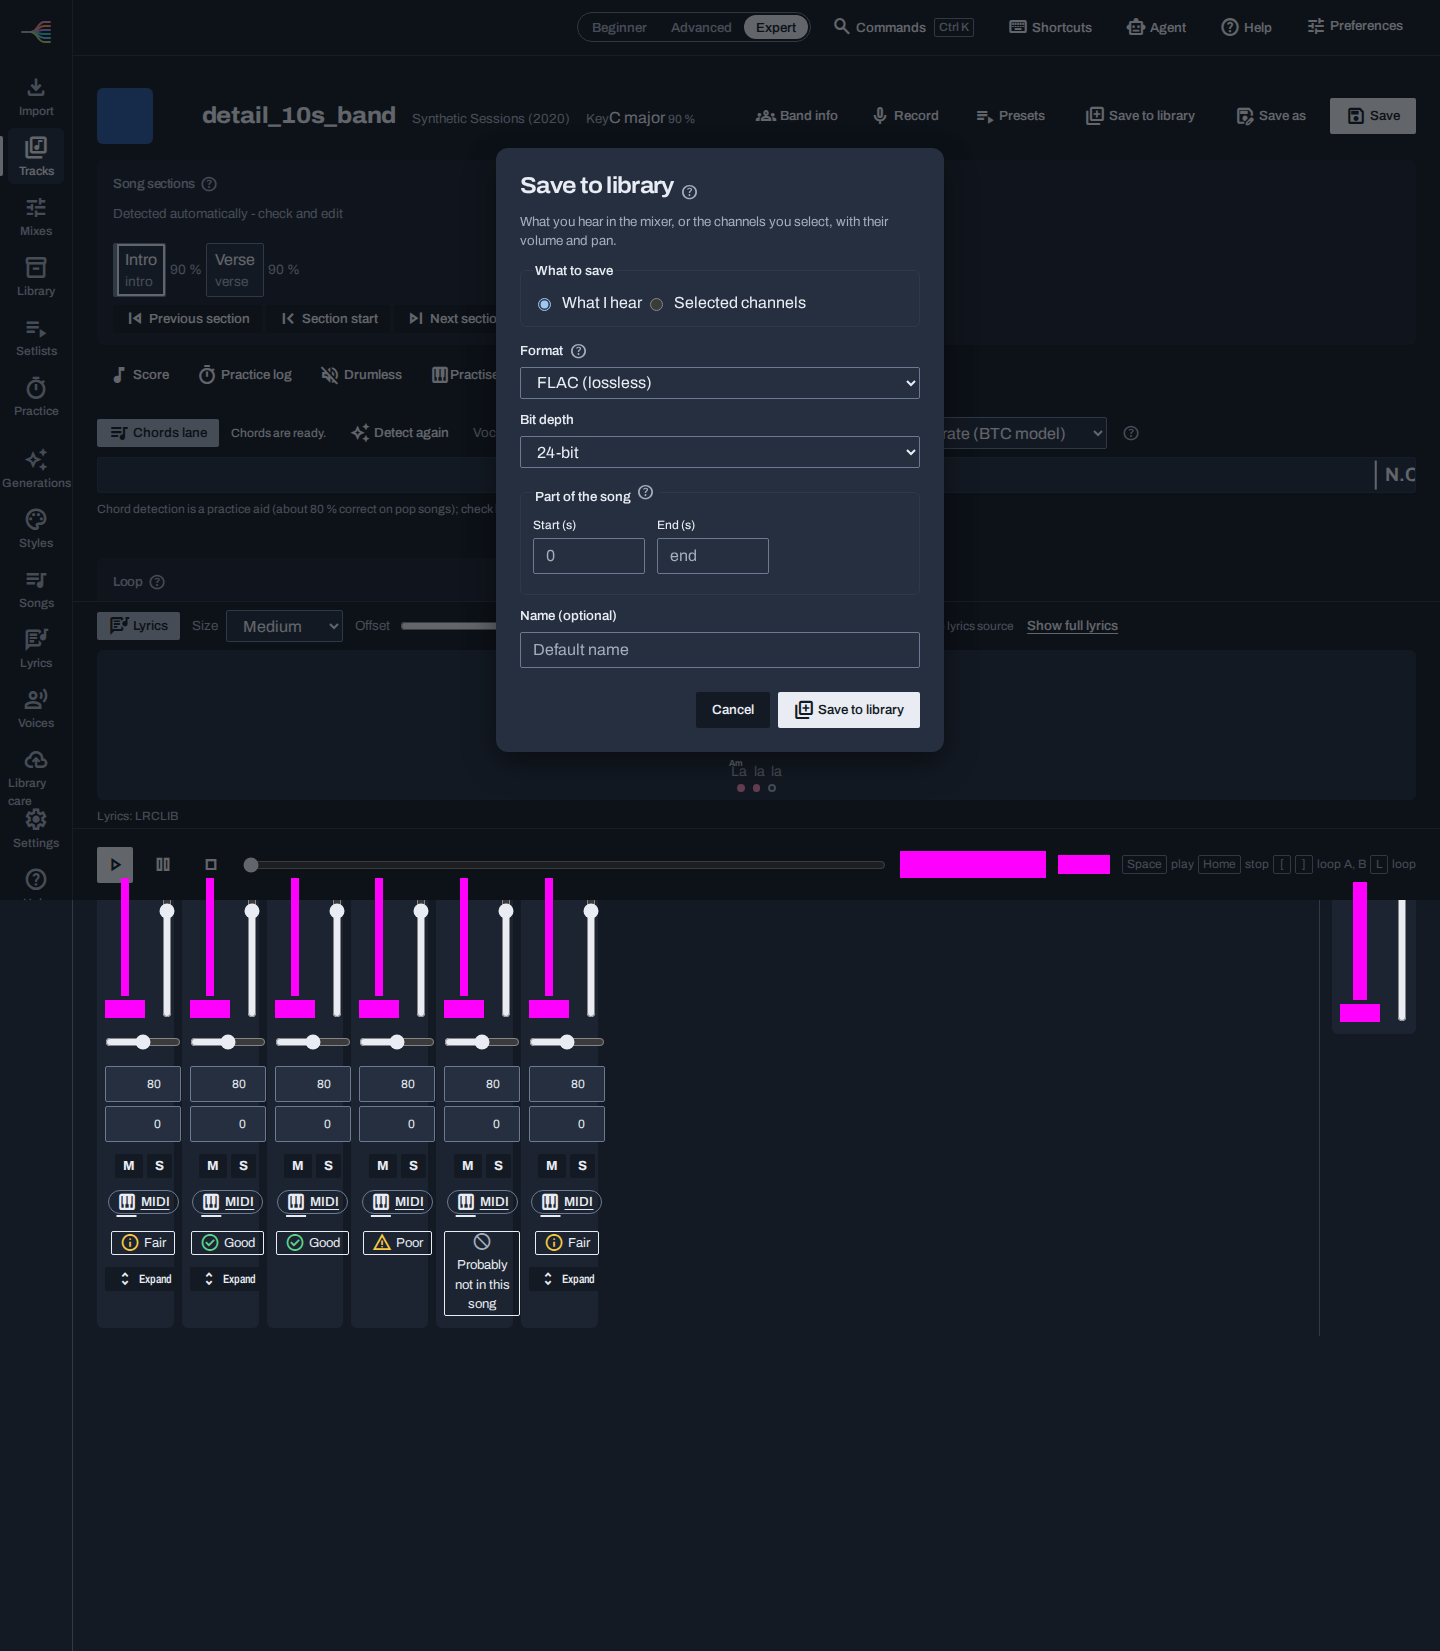 Beginner Advanced Expert Commands Ctrl K Shortcuts Agent Help Preferences
Import
Tracks
Mixes
Library
Setlists
Practice
Generations
Styles
Songs
Lyrics
Voices
Library care
Settings
detail_10s_band Synthetic Sessions (2020) Key C major 90 % Band info Record Presets Save to library Save as Save
Song sections
Detected automatically - check and edit
Intro
intro
90 %
Verse
verse
90 %
Previous section Section start Next sectio
Score Practice log Drumless Practise
Chords lane Chords are ready. Detect again Voc rate (BTC model)
N.C
Chord detection is a practice aid (about 80 % correct on pop songs); check
Loop
Lyrics Size Medium Offset lyrics source Show full lyrics
Save to library
What you hear in the mixer, or the channels you select, with their
volume and pan.
What to save
What I hear Selected channels
Format
FLAC (lossless)
Bit depth
24-bit
Part of the song
Start (s) End (s)
0 end
Name (optional)
Default name
Cancel Save to library
Am
La la la
Lyrics: LRCLIB
Space play Home stop [ ] loop A, B L loop
80 80 80 80 80 80
0 0 0 0 0 0
M S M S M S M S M S M S
MIDI MIDI MIDI MIDI MIDI MIDI
Fair Good Good Poor Probably not in this song Fair
Expand Expand Expand